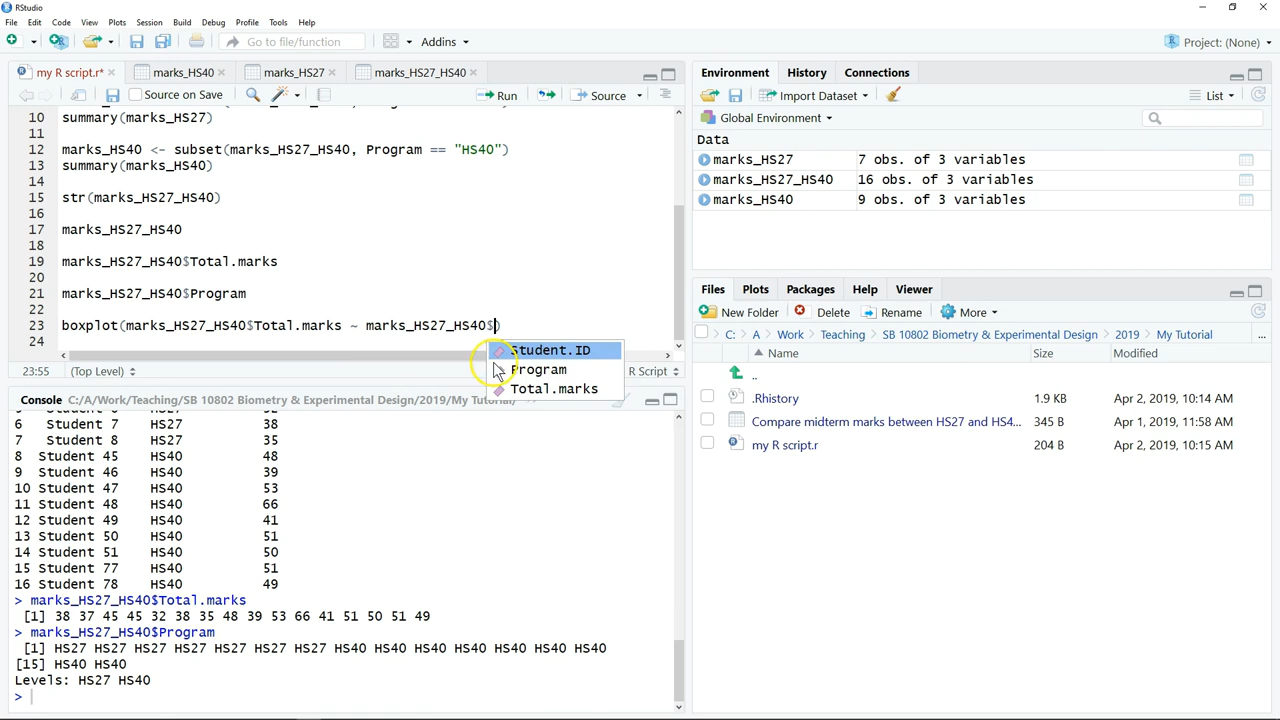 RStudio
File Edit Code View Plots Session Build Debug Profile Tools Help
Go to file/function Addins Project: (None)
my R script.r* marks_HS40 marks_HS27 marks_HS27_HS40
Source on Save Run Source
10 summary(marks_HS27)
11
12 marks_HS40 <- subset(marks_HS27_HS40, Program == "HS40")
13 summary(marks_HS40)
14
15 str(marks_HS27_HS40)
16
17 marks_HS27_HS40
18
19 marks_HS27_HS40$Total.marks
20
21 marks_HS27_HS40$Program
22
23 boxplot(marks_HS27_HS40$Total.marks ~ marks_HS27_HS40$)
24
Student.ID
Program
Total.marks
23:55 (Top Level) R Script
Console C:/A/Work/Teaching/SB 10802 Biometry & Experimental Design/2019/My Tutorial/
6 Student 7 HS27 38
7 Student 8 HS27 35
8 Student 45 HS40 48
9 Student 46 HS40 39
10 Student 47 HS40 53
11 Student 48 HS40 66
12 Student 49 HS40 41
13 Student 50 HS40 51
14 Student 51 HS40 50
15 Student 77 HS40 51
16 Student 78 HS40 49
> marks_HS27_HS40$Total.marks
[1] 38 37 45 45 32 38 35 48 39 53 66 41 51 50 51 49
> marks_HS27_HS40$Program
[1] HS27 HS27 HS27 HS27 HS27 HS27 HS27 HS40 HS40 HS40 HS40 HS40 HS40 HS40
[15] HS40 HS40
Levels: HS27 HS40
>
Environment History Connections
Import Dataset List
Global Environment
Data
marks_HS27 7 obs. of 3 variables
marks_HS27_HS40 16 obs. of 3 variables
marks_HS40 9 obs. of 3 variables
Files Plots Packages Help Viewer
New Folder Delete Rename More
C: A Work Teaching SB 10802 Biometry & Experimental Design 2019 My Tutorial ...
Name Size Modified
..
.Rhistory 1.9 KB Apr 2, 2019, 10:14 AM
Compare midterm marks between HS27 and HS4... 345 B Apr 1, 2019, 11:58 AM
my R script.r 204 B Apr 2, 2019, 10:15 AM